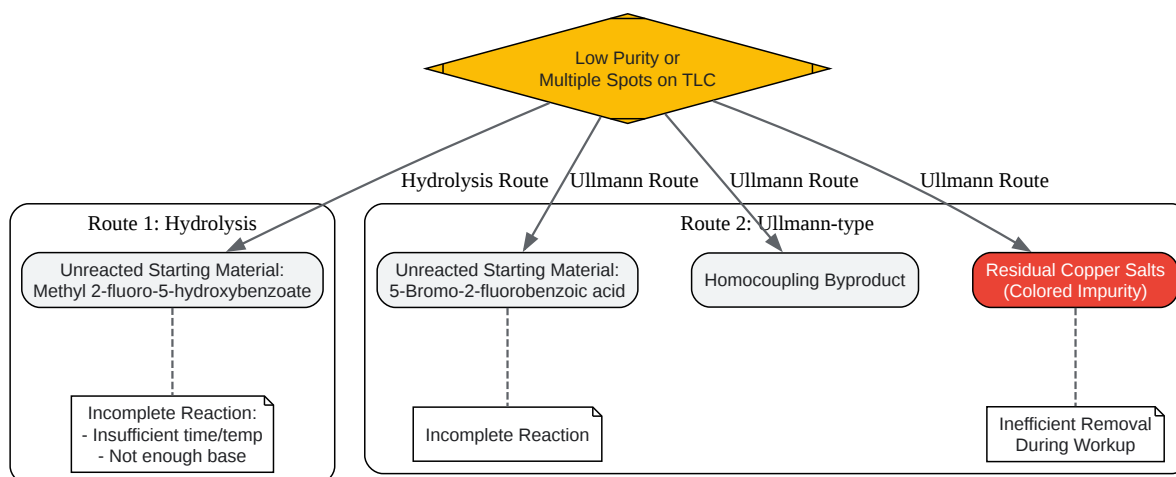 Low Purity or
Multiple Spots on TLC
Hydrolysis Route
Ullmann Route
Ullmann Route
Ullmann Route
Route 1: Hydrolysis
Route 2: Ullmann-type
Unreacted Starting Material:
Methyl 2-fluoro-5-hydroxybenzoate
Unreacted Starting Material:
5-Bromo-2-fluorobenzoic acid
Homocoupling Byproduct
Residual Copper Salts
(Colored Impurity)
Incomplete Reaction:
- Insufficient time/temp
- Not enough base
Incomplete Reaction
Inefficient Removal
During Workup